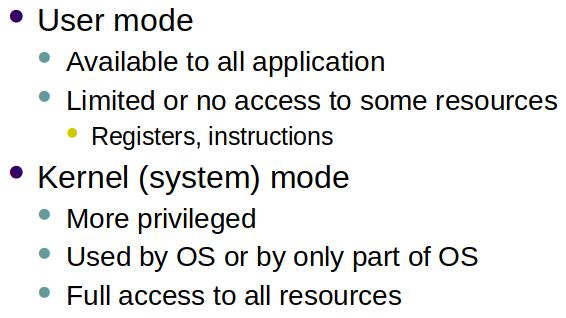 User mode
Available to all application
Limited or no access to some resources
Registers, instructions
Kernel (system) mode
More privileged
Used by OS or by only part of OS
Full access to all resources